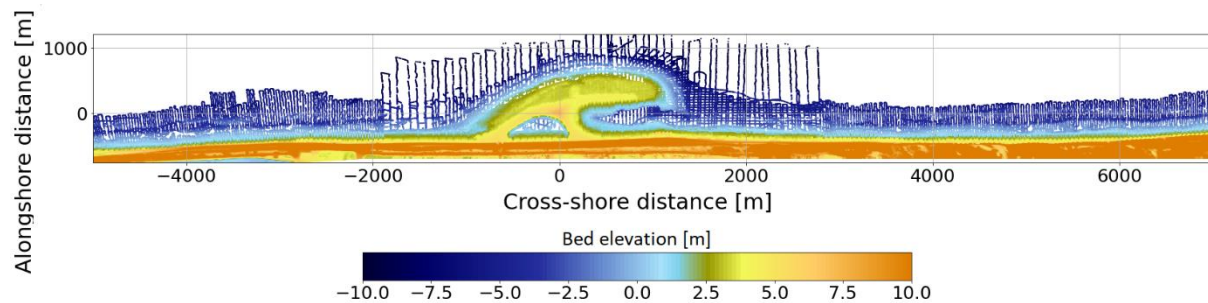 Alongshore distance [m]
1000
0
−4000 −2000 0 2000 4000 6000
Cross-shore distance [m]
Bed elevation [m]
−10.0 −7.5 −5.0 −2.5 0.0 2.5 5.0 7.5 10.0